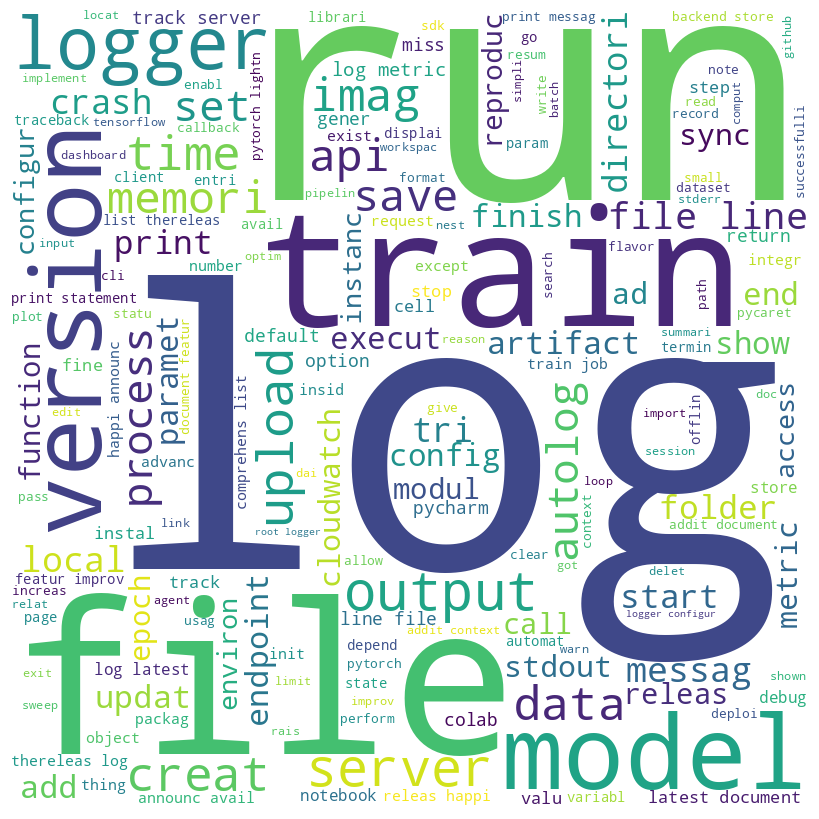 locat
track server
librari
sdk
print messag
backend store
logger
run
miss
go
github
implement
enabl
log metric
resum
note
crash
set
imag
reproduc
simpli
write
batch
step
read
comput
directori
traceback
tensorflow
callback
pytorch lightn
gener
exist
displai
workspac
param
record
sync
successfulli
configur
dashboard
time
api
client
entri
memori
pipelin
format
save
dataset
small
stderr
input
version
list thereleas
avail
request
nest
finish
file line
print
optim
train
except
flavor
return
integr
cli
number
instanc
stop
search
path
ad
end
pycaret
print statement
plot
statu
document featur
log
default
execut
reason
cell
artifact
summari
termin
show
function
fine
happi announc
process
paramet
comprehens list
option
train job
edit
insid
upload
cloudwatch
give
tri
config
autolog
import
offlin
doc
access
pass
advanc
dai
modul
session
loop
store
instal
link
root logger
pycharm
context
folder
addit document
local
allow
clear
got
metric
featur improv
increas
relat
page
epoch
track
agent
usag
environ
endpoint
output
delet
start
logger configur
file
line file
addit context
call
automat
log latest
init
depend
pytorch
stdout
warn
messag
shown
exit
updat
limit
state
improv
data
releas
debug
sweep
packag
perform
colab
deploi
object
rais
model
thereleas log
thing
creat
server
add
announc avail
notebook
releas happi
valu
variabl
latest document